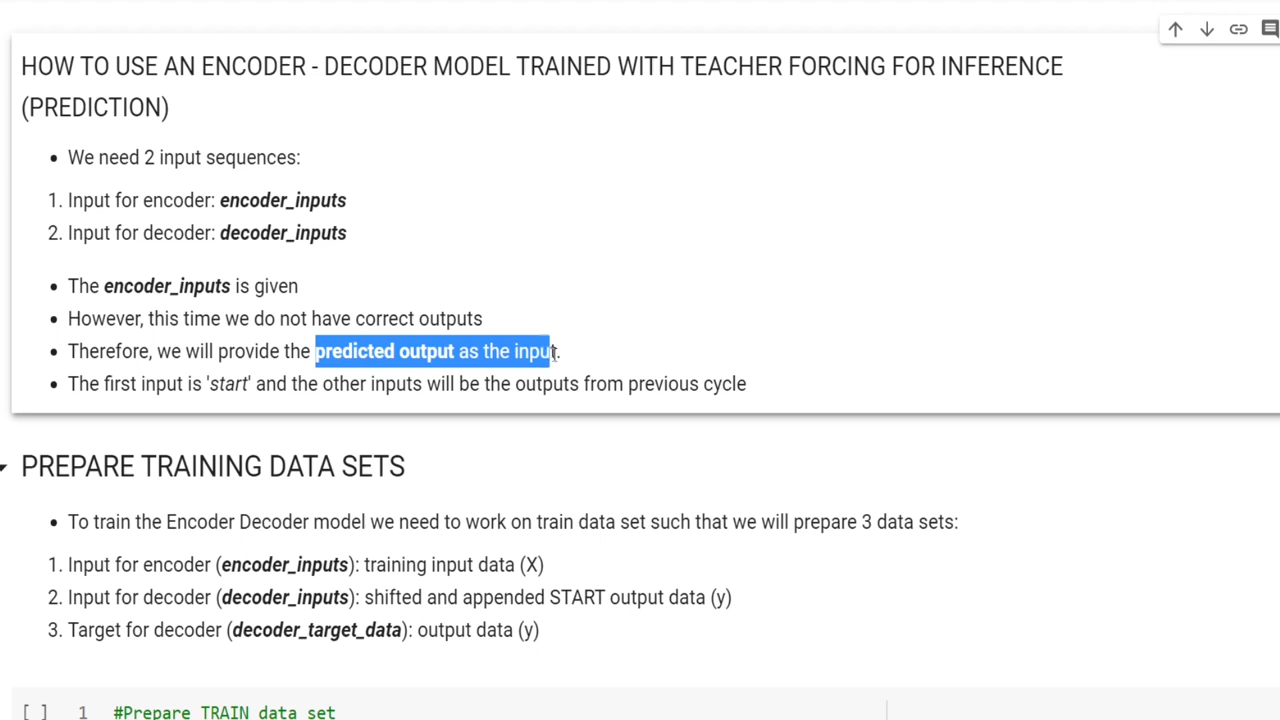 HOW TO USE AN ENCODER - DECODER MODEL TRAINED WITH TEACHER FORCING FOR INFERENCE
(PREDICTION)
• We need 2 input sequences:
1. Input for encoder: encoder_inputs
2. Input for decoder: decoder_inputs
• The encoder_inputs is given
• However, this time we do not have correct outputs
• Therefore, we will provide the predicted output as the input.
• The first input is 'start' and the other inputs will be the outputs from previous cycle
PREPARE TRAINING DATA SETS
• To train the Encoder Decoder model we need to work on train data set such that we will prepare 3 data sets:
1. Input for encoder (encoder_inputs): training input data (X)
2. Input for decoder (decoder_inputs): shifted and appended START output data (y)
3. Target for decoder (decoder_target_data): output data (y)
[ ] 1 #Prepare TRAIN data set